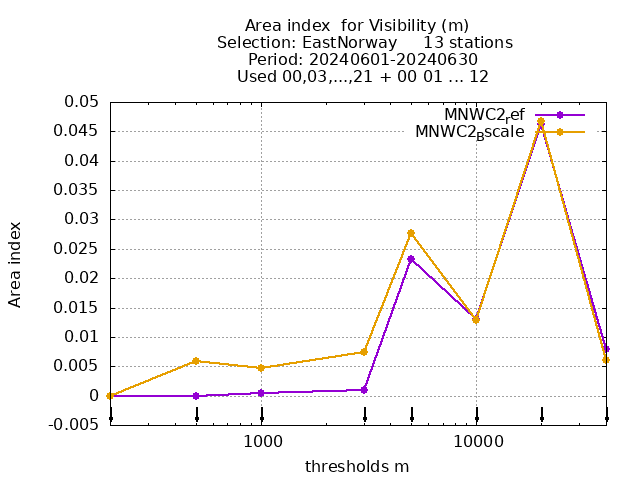 Area index  for Visibility (m)
Selection: EastNorway     13 stations
Period: 20240601-20240630
Used 00,03,...,21 + 00 01 ... 12
MNWC2ref
MNWC2Bscale
0.05
0.045
0.04
0.035
0.03
0.025
0.02
0.015
0.01
0.005
0
-0.005
Area index
1000
10000
thresholds m